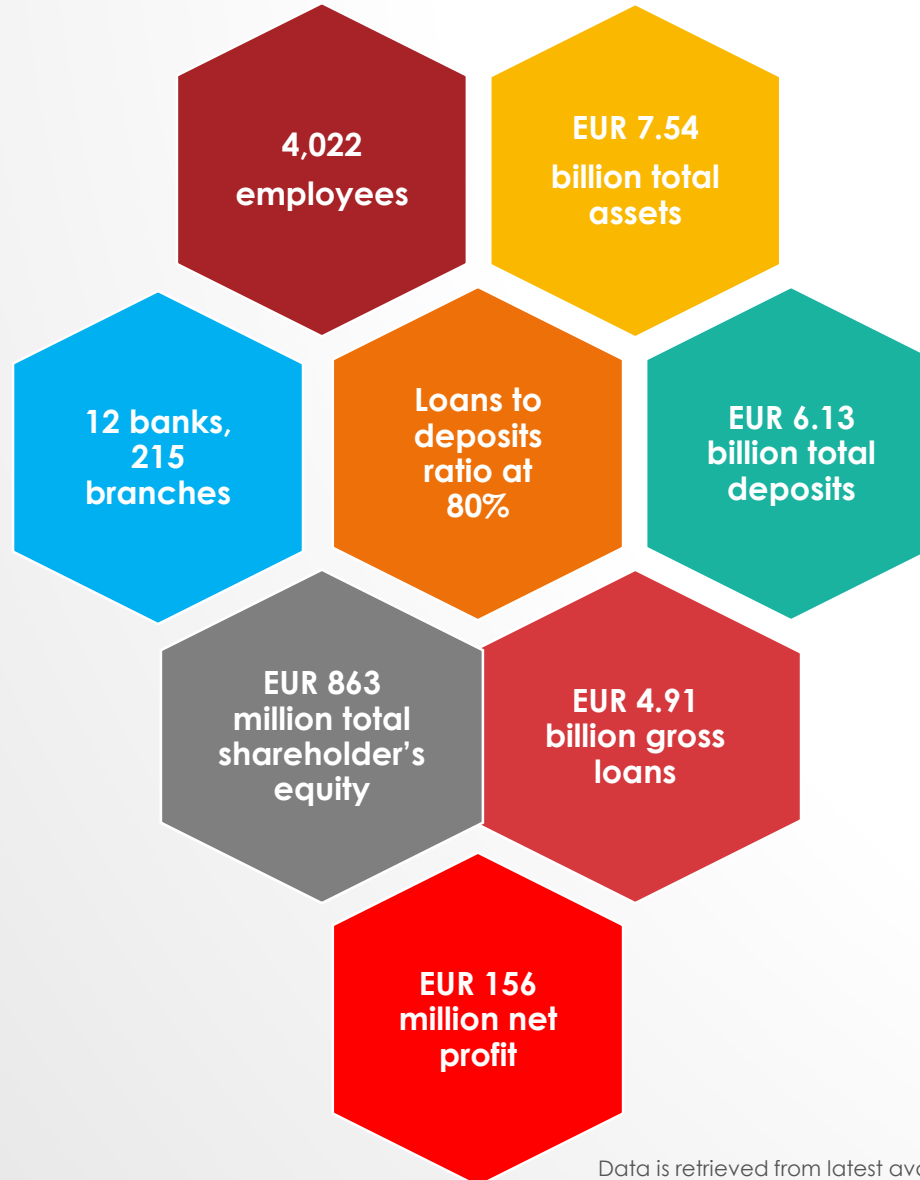 4,022
employees
EUR 7.54
billion total
assets
12 banks,
215
branches
Loans to
deposits
ratio at
80%
EUR 6.13
billion total
deposits
EUR 863
million total
shareholder’s
equity
EUR 4.91
billion gross
loans
EUR 156
million net
profit
Data is retrieved from latest